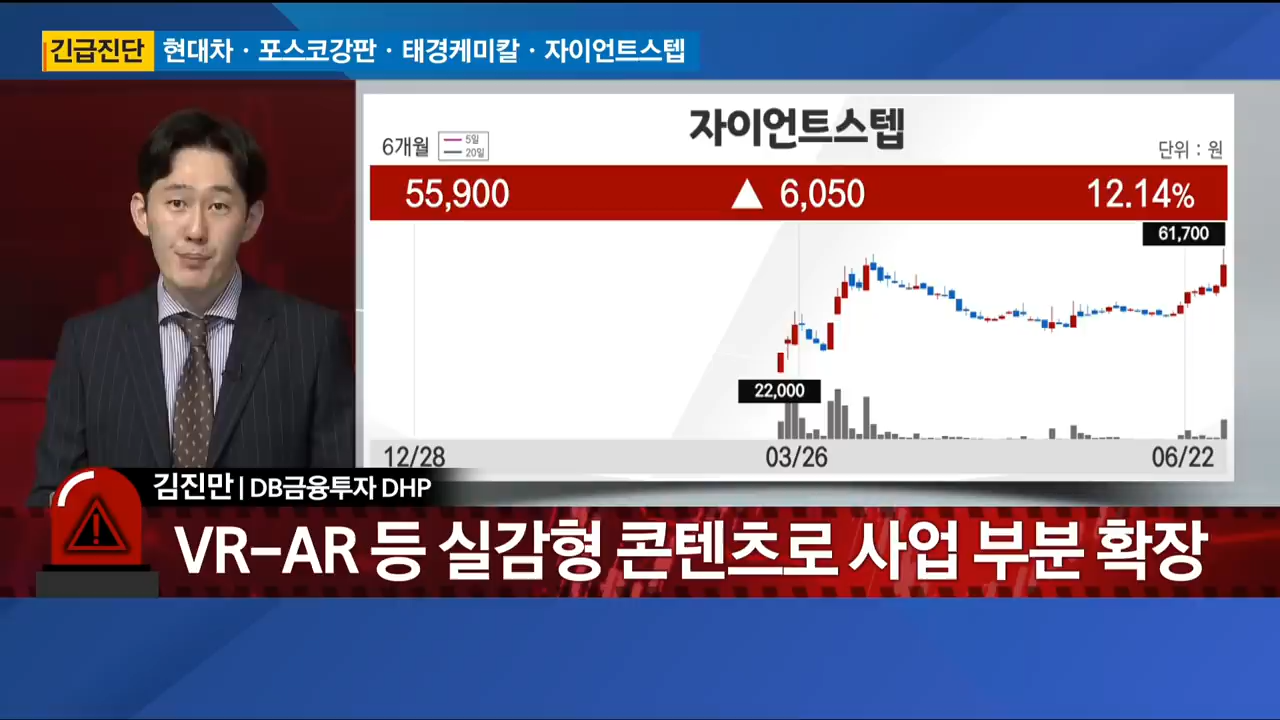 긴급진단 현대차 · 포스코강판 · 태경케미칼 · 자이언트스텝
자이언트스텝
6개월
5일
20일
단위 : 원
55,900 ▲ 6,050 12.14%
61,700
22,000
12/28 03/26 06/22
김진만 | DB금융투자 DHP
VR-AR 등 실감형 콘텐츠로 사업 부분 확장